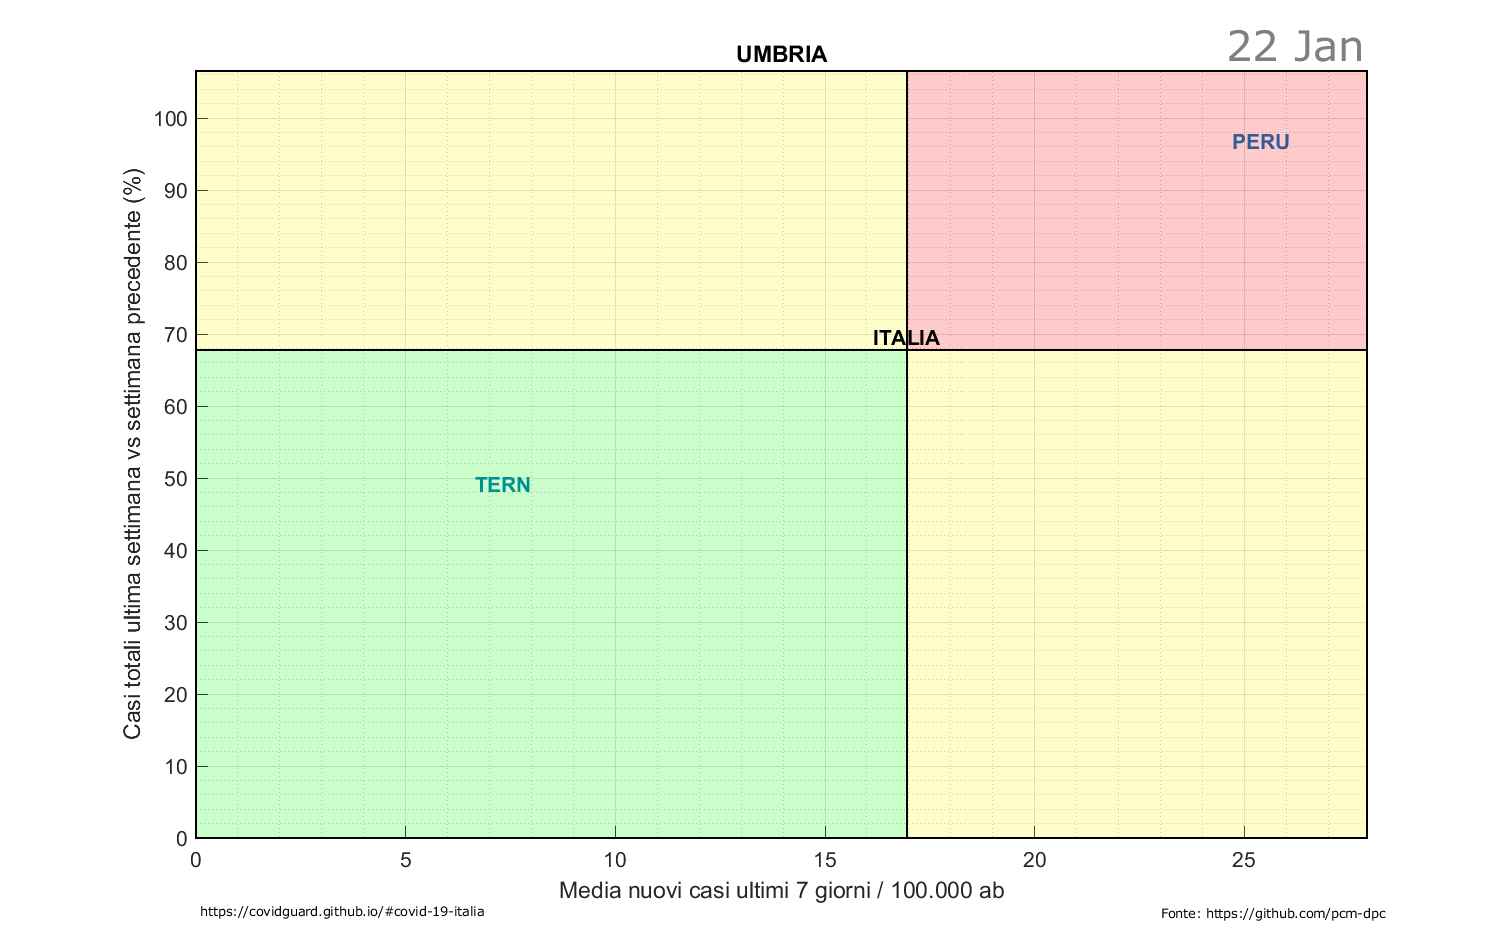 UMBRIA
22 Jan
Casi totali ultima settimana vs settimana precedente (%)
100
90
80
70
60
50
40
30
20
10
0
PERU
ITALIA
TERN
0 5 10 15 20 25
Media nuovi casi ultimi 7 giorni / 100.000 ab
https://covidguard.github.io/#covid-19-italia
Fonte: https://github.com/pcm-dpc